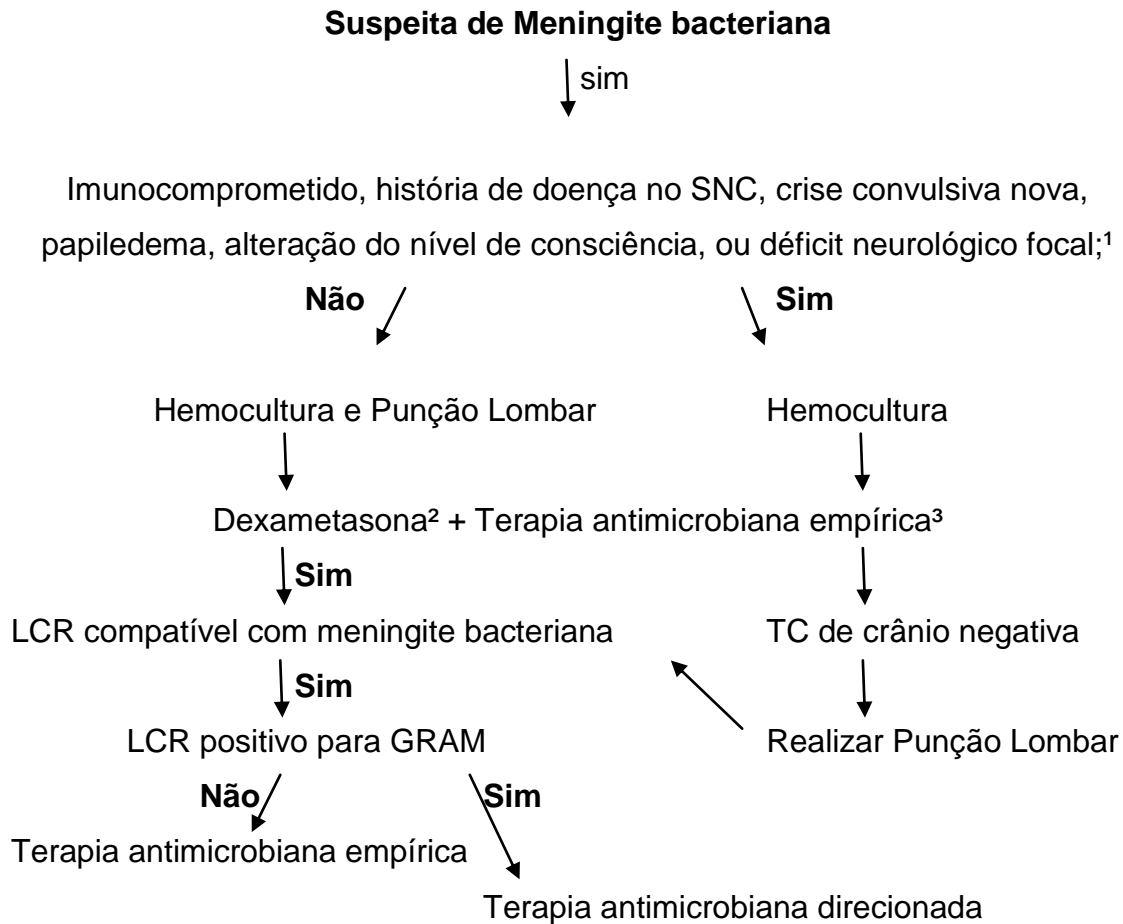 Suspeita de Meningite bacteriana
sim
Imunocomprometido, história de doença no SNC, crise convulsiva nova,
papiledema, alteração do nível de consciência, ou déficit neurológico focal;¹
Não Sim
Hemocultura e Punção Lombar Hemocultura
Dexametasona² + Terapia antimicrobiana empírica³
Sim
LCR compatível com meningite bacteriana TC de crânio negativa
Sim
LCR positivo para GRAM Realizar Punção Lombar
Não Sim
Terapia antimicrobiana empírica
Terapia antimicrobiana direcionada